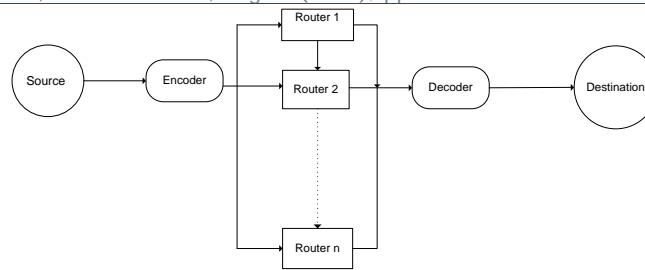 Router 1
Source
Encoder
Router 2
Decoder
Destination
Router n